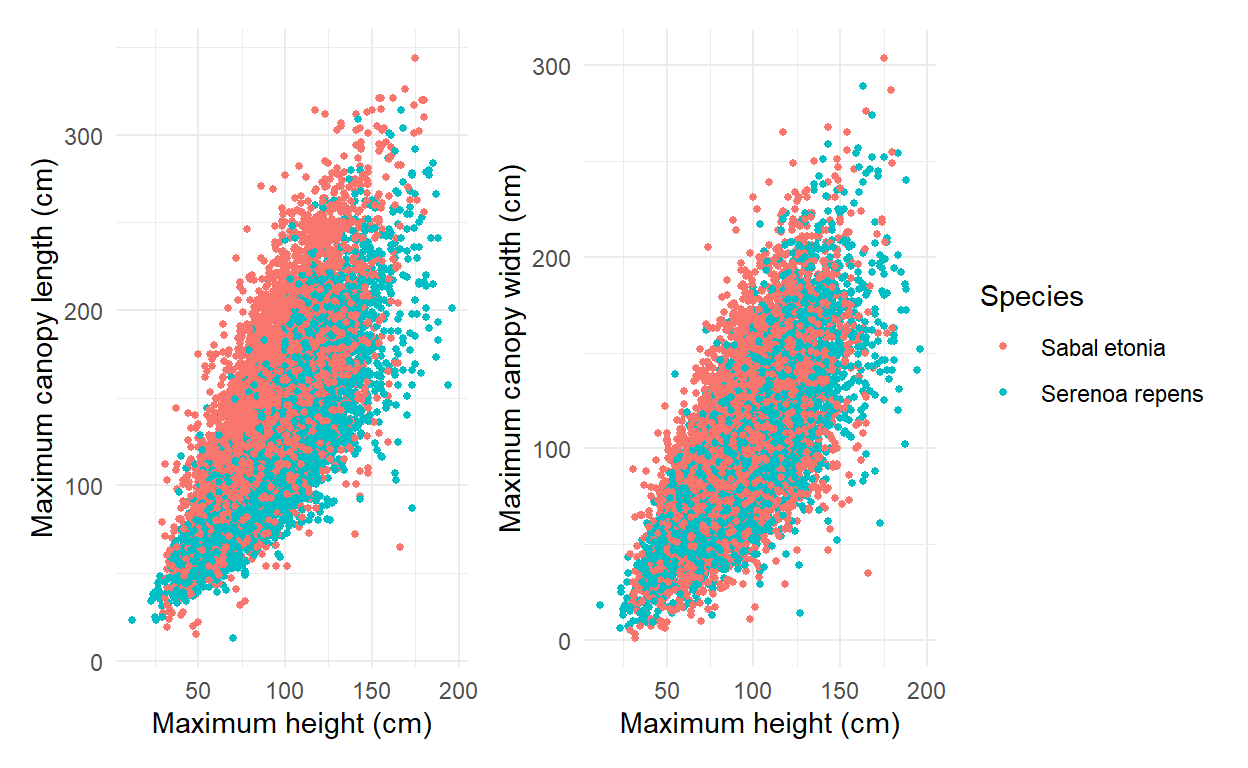 Maximum canopy length (cm)
300
200
100
0
50 100 150 200
Maximum height (cm)
Maximum canopy width (cm)
300
200
100
0
50 100 150 200
Maximum height (cm)
Species
Sabal etonia
Serenoa repens